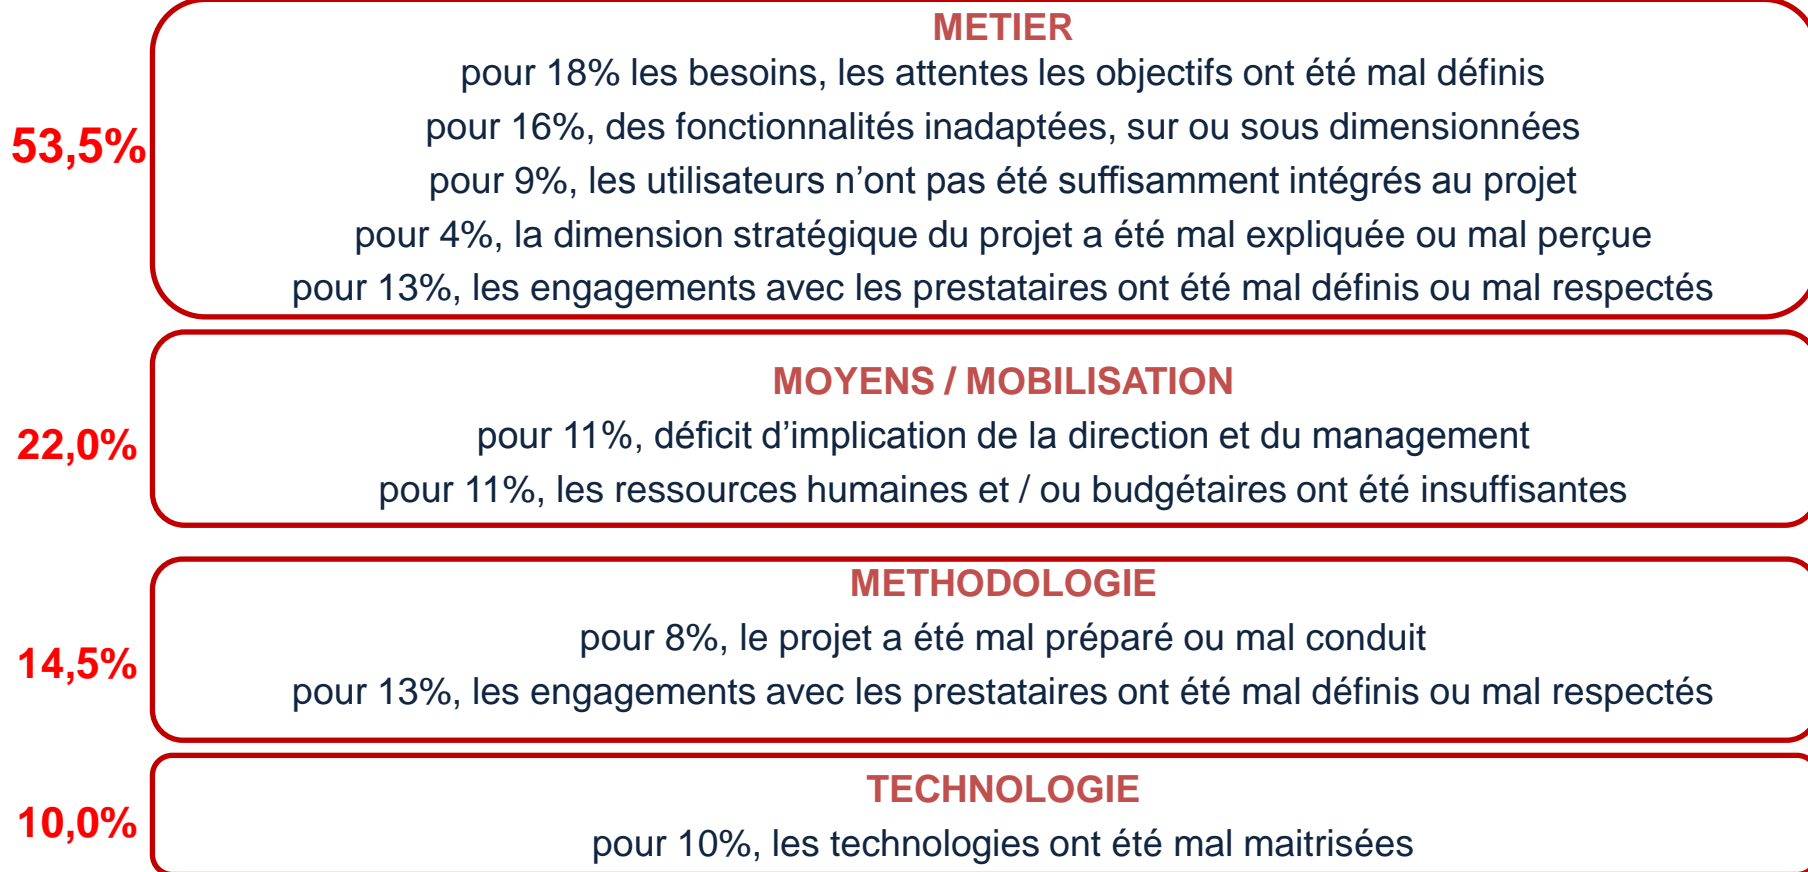 METIER
pour 18% les besoins, les attentes les objectifs ont été mal définis
pour 16%, des fonctionnalités inadaptées, sur ou sous dimensionnées
53,5%
pour 9%, les utilisateurs n’ont pas été suffisamment intégrés au projet
pour 4%, la dimension stratégique du projet a été mal expliquée ou mal perçue
pour 13%, les engagements avec les prestataires ont été mal définis ou mal respectés
MOYENS / MOBILISATION
22,0%
pour 11%, déficit d’implication de la direction et du management
pour 11%, les ressources humaines et / ou budgétaires ont été insuffisantes
METHODOLOGIE
14,5%
pour 8%, le projet a été mal préparé ou mal conduit
pour 13%, les engagements avec les prestataires ont été mal définis ou mal respectés
TECHNOLOGIE
10,0%
pour 10%, les technologies ont été mal maitrisées